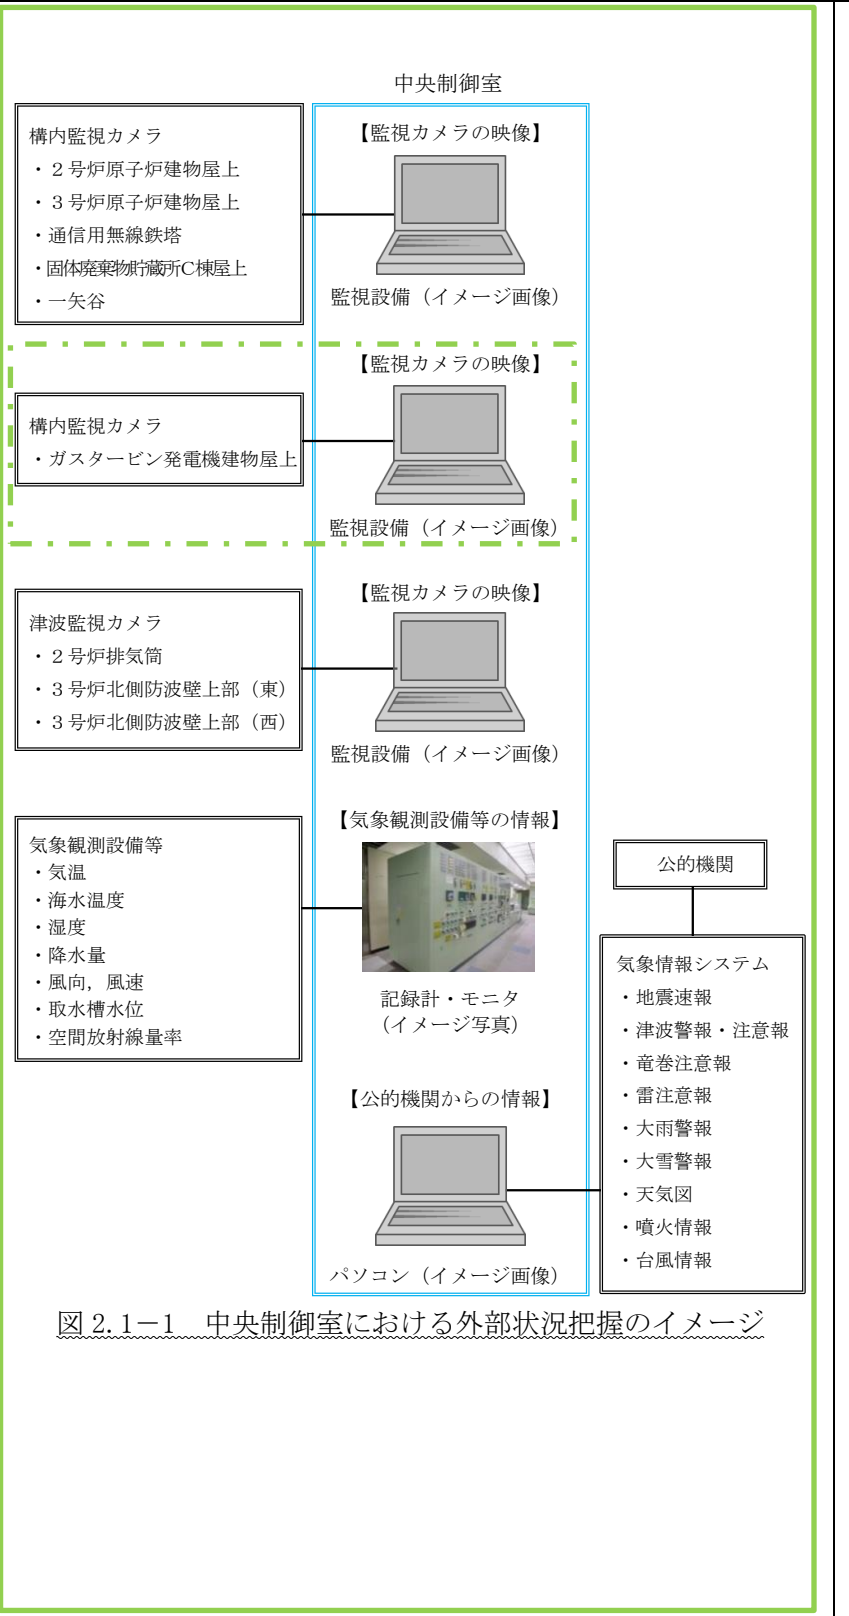 中央制御室
構内監視カメラ
・２号炉原子炉建物屋上
・３号炉原子炉建物屋上
・通信用無線鉄塔
・固体廃棄物貯蔵所C棟屋上
・一矢谷
【監視カメラの映像】
監視設備（イメージ画像）
構内監視カメラ
・ガスタービン発電機建物屋上
【監視カメラの映像】
監視設備（イメージ画像）
津波監視カメラ
・２号炉排気筒
・３号炉北側防波壁上部（東）
・３号炉北側防波壁上部（西）
【監視カメラの映像】
監視設備（イメージ画像）
気象観測設備等
・気温
・海水温度
・湿度
・降水量
・風向，風速
・取水槽水位
・空間放射線量率
【気象観測設備等の情報】
記録計・モニタ
（イメージ写真）
公的機関
気象情報システム
・地震速報
・津波警報・注意報
・竜巻注意報
・雷注意報
・大雨警報
・大雪警報
・天気図
・噴火情報
・台風情報
【公的機関からの情報】
パソコン（イメージ画像）
図 2.1－1　中央制御室における外部状況把握のイメージ